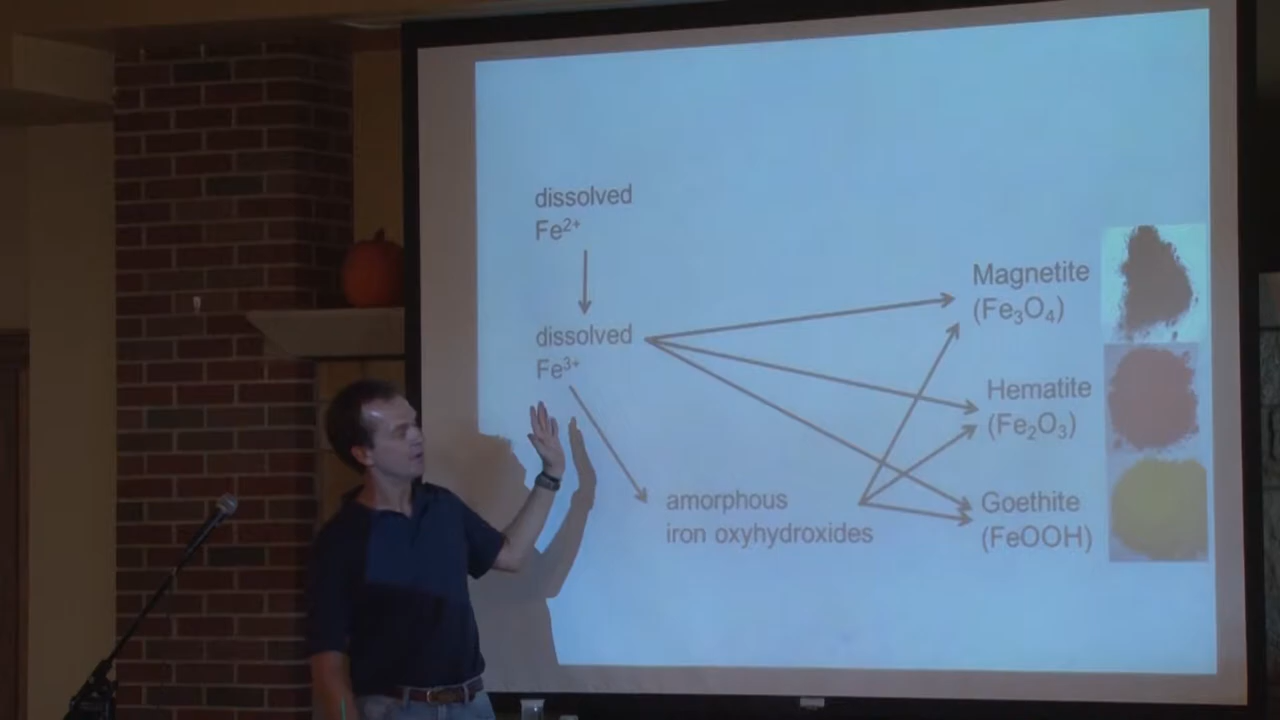 dissolved
Fe²⁺
dissolved
Fe³⁺
amorphous
iron oxyhydroxides
Magnetite
(Fe₃O₄)
Hematite
(Fe₂O₃)
Goethite
(FeOOH)